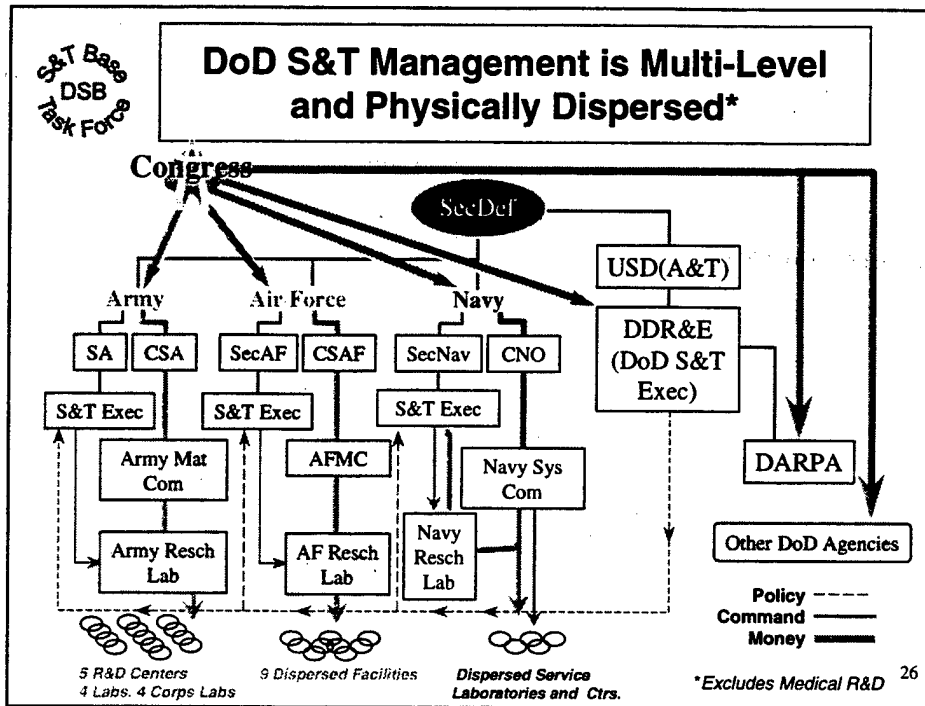 S&T Base
DSB
Task Force
DoD S&T Management is Multi-Level
and Physically Dispersed*
Congress
SecDef
USD(A&T)
Army
Air Force
Navy
DDR&E
(DoD S&T
Exec)
SA
CSA
SecAF
CSAF
SecNav
CNO
S&T Exec
S&T Exec
S&T Exec
Army Mat
Com
AFMC
Navy Sys
Com
DARPA
Army Resch
Lab
AF Resch
Lab
Navy
Resch
Lab
Other DoD Agencies
Policy
Command
Money
5 R&D Centers
4 Labs. 4 Corps Labs
9 Dispersed Facilities
Dispersed Service
Laboratories and Ctrs.
*Excludes Medical R&D
26